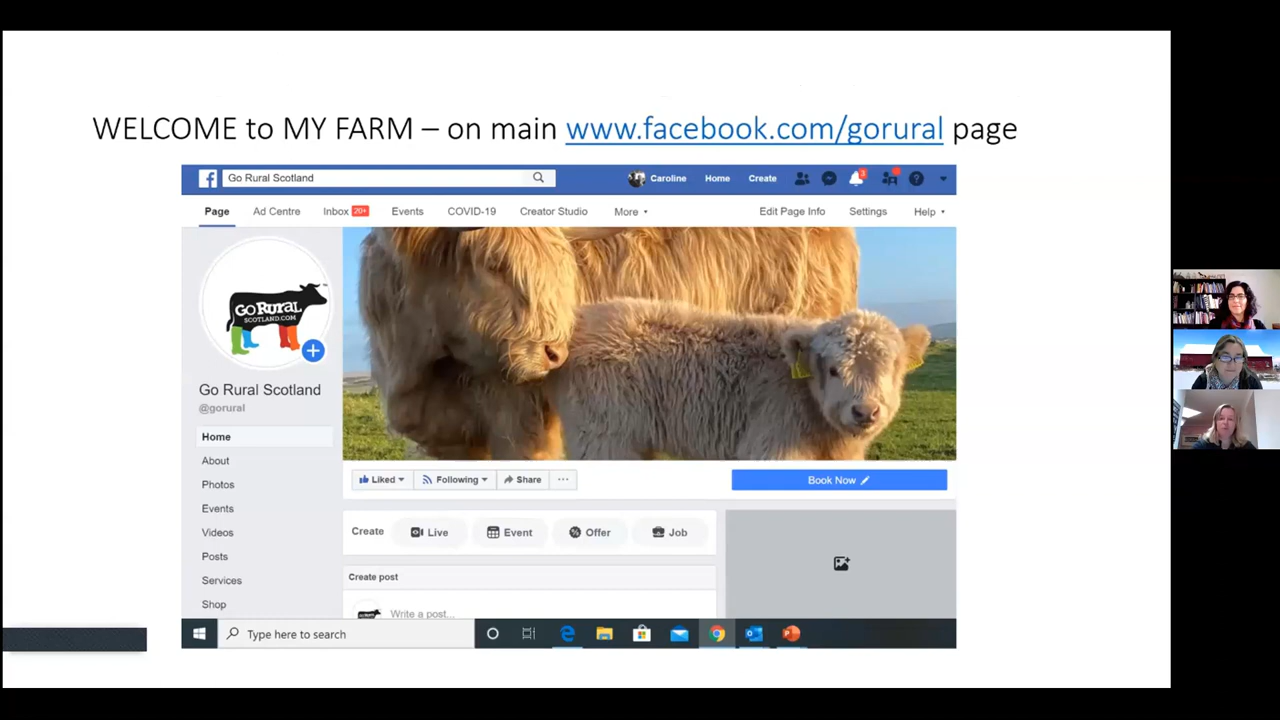 WELCOME to MY FARM – on main www.facebook.com/gorural page
Go Rural Scotland
Caroline
Home
Create
3
Page
Ad Centre
Inbox 20+
Events
COVID-19
Creator Studio
More
Edit Page Info
Settings
Help
GO RURAL
SCOTLAND.COM
Go Rural Scotland
@gorural
Home
About
Photos
Events
Videos
Posts
Services
Shop
Liked
Following
Share
...
Book Now
Create
Live
Event
Offer
Job
Create post
Write a post...
Type here to search